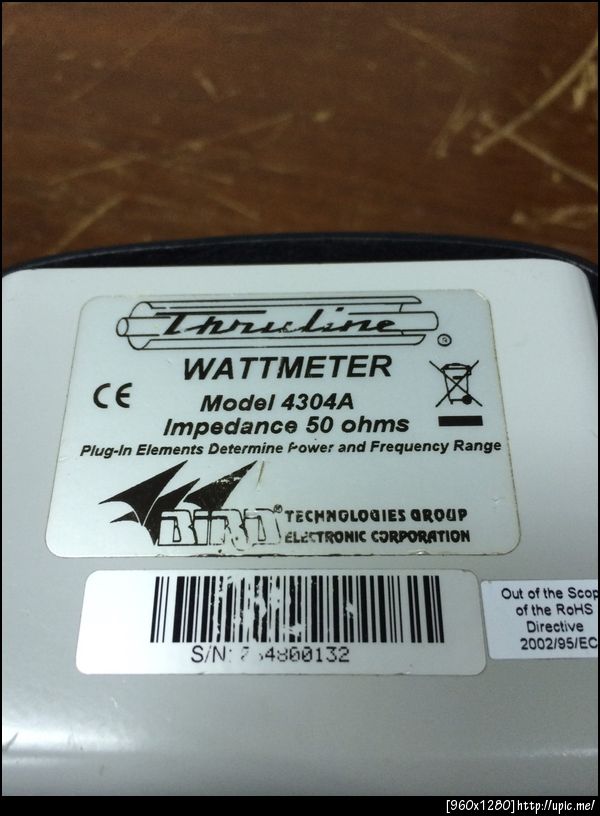 Thruline ®
WATTMETER
CE
Model 4304A
Impedance 50 ohms
Plug-In Elements Determine Power and Frequency Range
BIRD® TECHNOLOGIES GROUP
ELECTRONIC CORPORATION
S/N:
Out of the Scop
of the RoHS
Directive
2002/95/EC
[960x1280]http://upic.me/